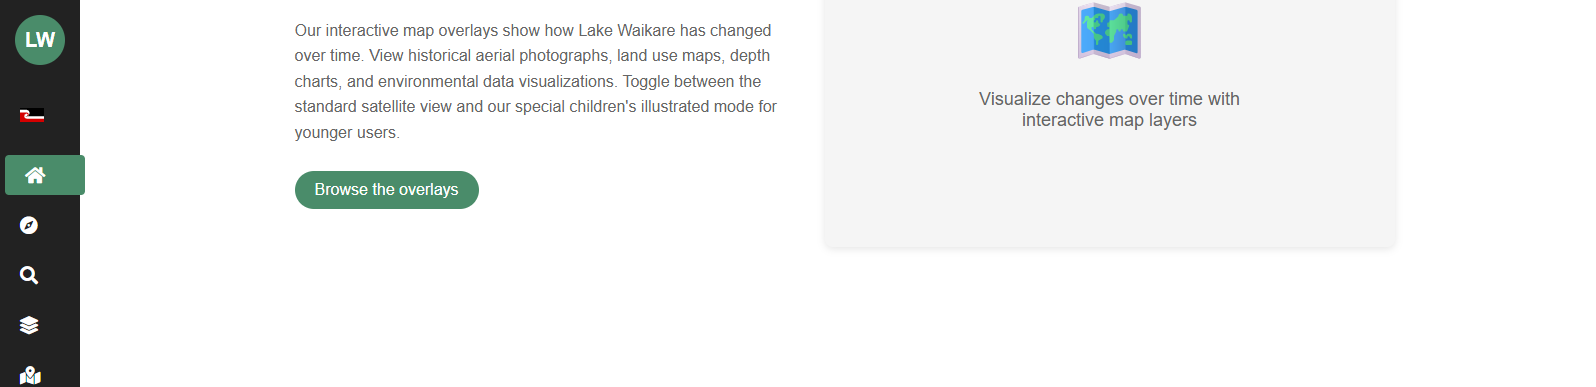 LW
Our interactive map overlays show how Lake Waikare has changed
over time. View historical aerial photographs, land use maps, depth
charts, and environmental data visualizations. Toggle between the
standard satellite view and our special children's illustrated mode for
younger users.
Browse the overlays
Visualize changes over time with
interactive map layers